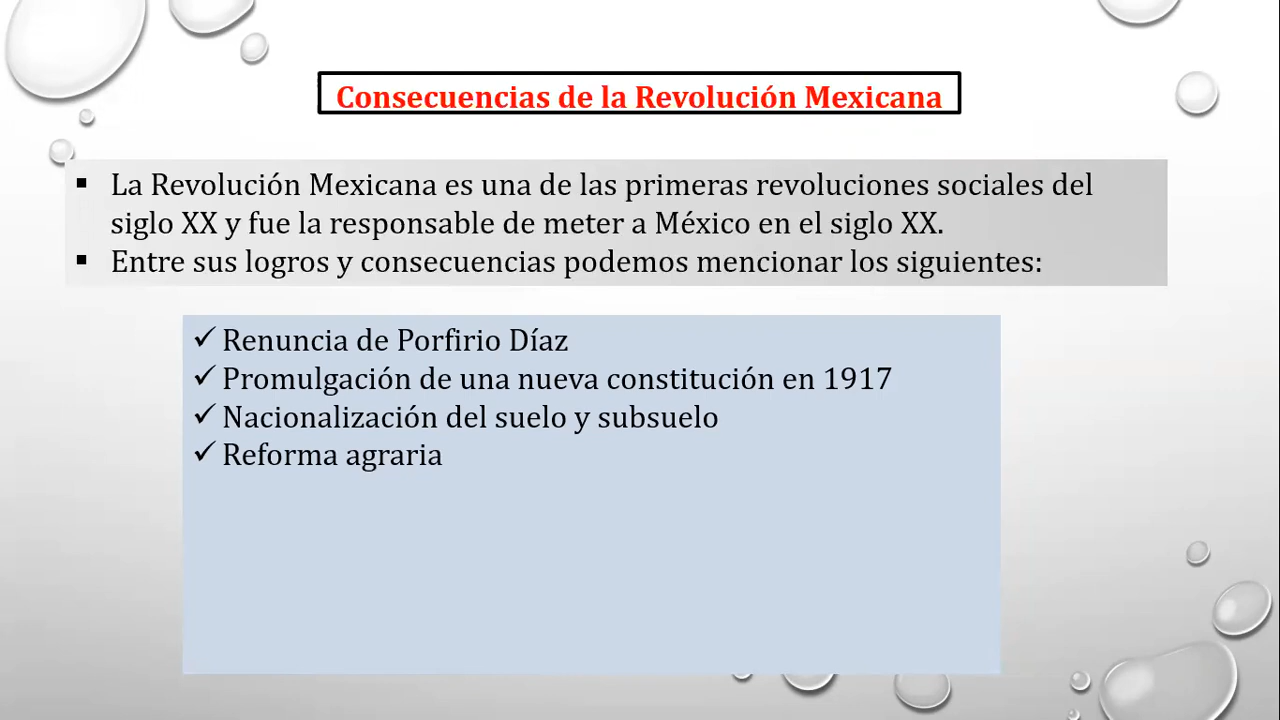 Consecuencias de la Revolución Mexicana
▪ La Revolución Mexicana es una de las primeras revoluciones sociales del
siglo XX y fue la responsable de meter a México en el siglo XX.
▪ Entre sus logros y consecuencias podemos mencionar los siguientes:
✓ Renuncia de Porfirio Díaz
✓ Promulgación de una nueva constitución en 1917
✓ Nacionalización del suelo y subsuelo
✓ Reforma agraria